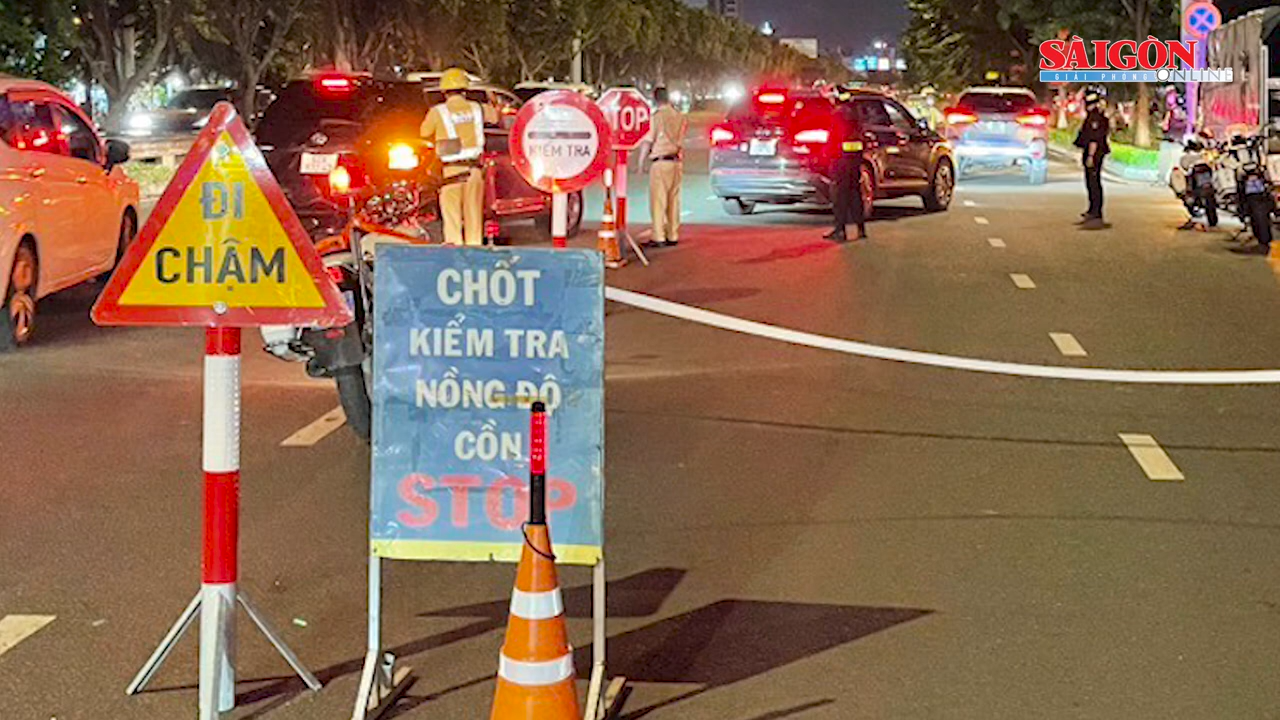 SÀIGÒN
GIẢI PHÓNG ONLINE
ĐI
CHẬM
KIỂM TRA
STOP
CHỐT
KIỂM TRA
NỒNG ĐỘ
CỒN
STOP